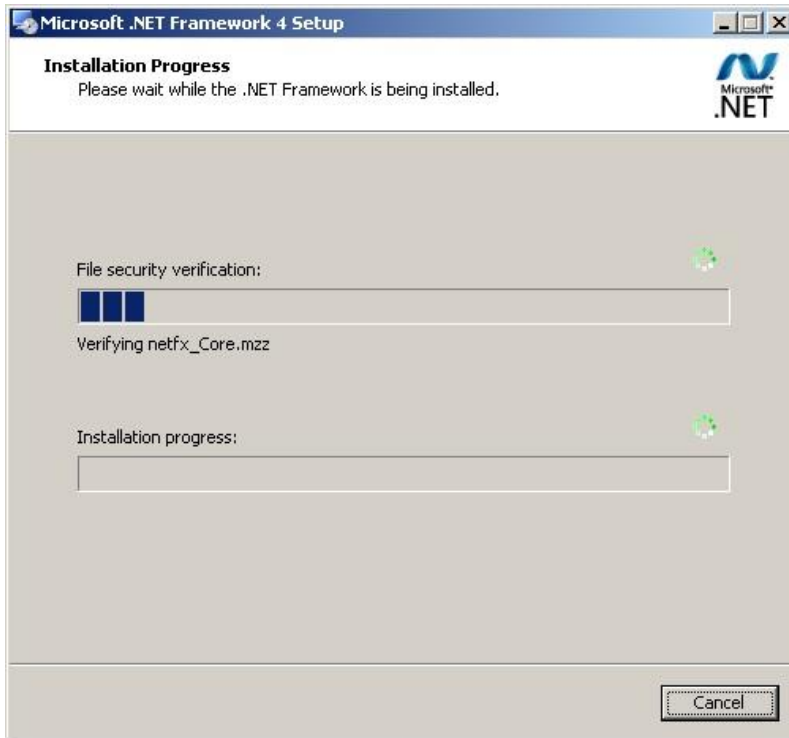 Microsoft .NET Framework 4 Setup
Installation Progress
Please wait while the .NET Framework is being installed.
Microsoft®
.NET
File security verification:
Verifying netfx_Core.mzz
Installation progress:
Cancel